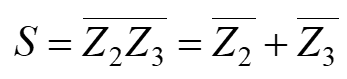 $S = \overline{Z_2 Z_3} = \overline{Z_2} + \overline{Z_3}$